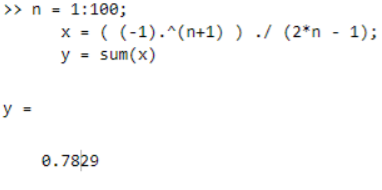 >> n = 1:100;
x = ( (-1).^(n+1) ) ./ (2*n - 1);
y = sum(x)
y =
0.7829